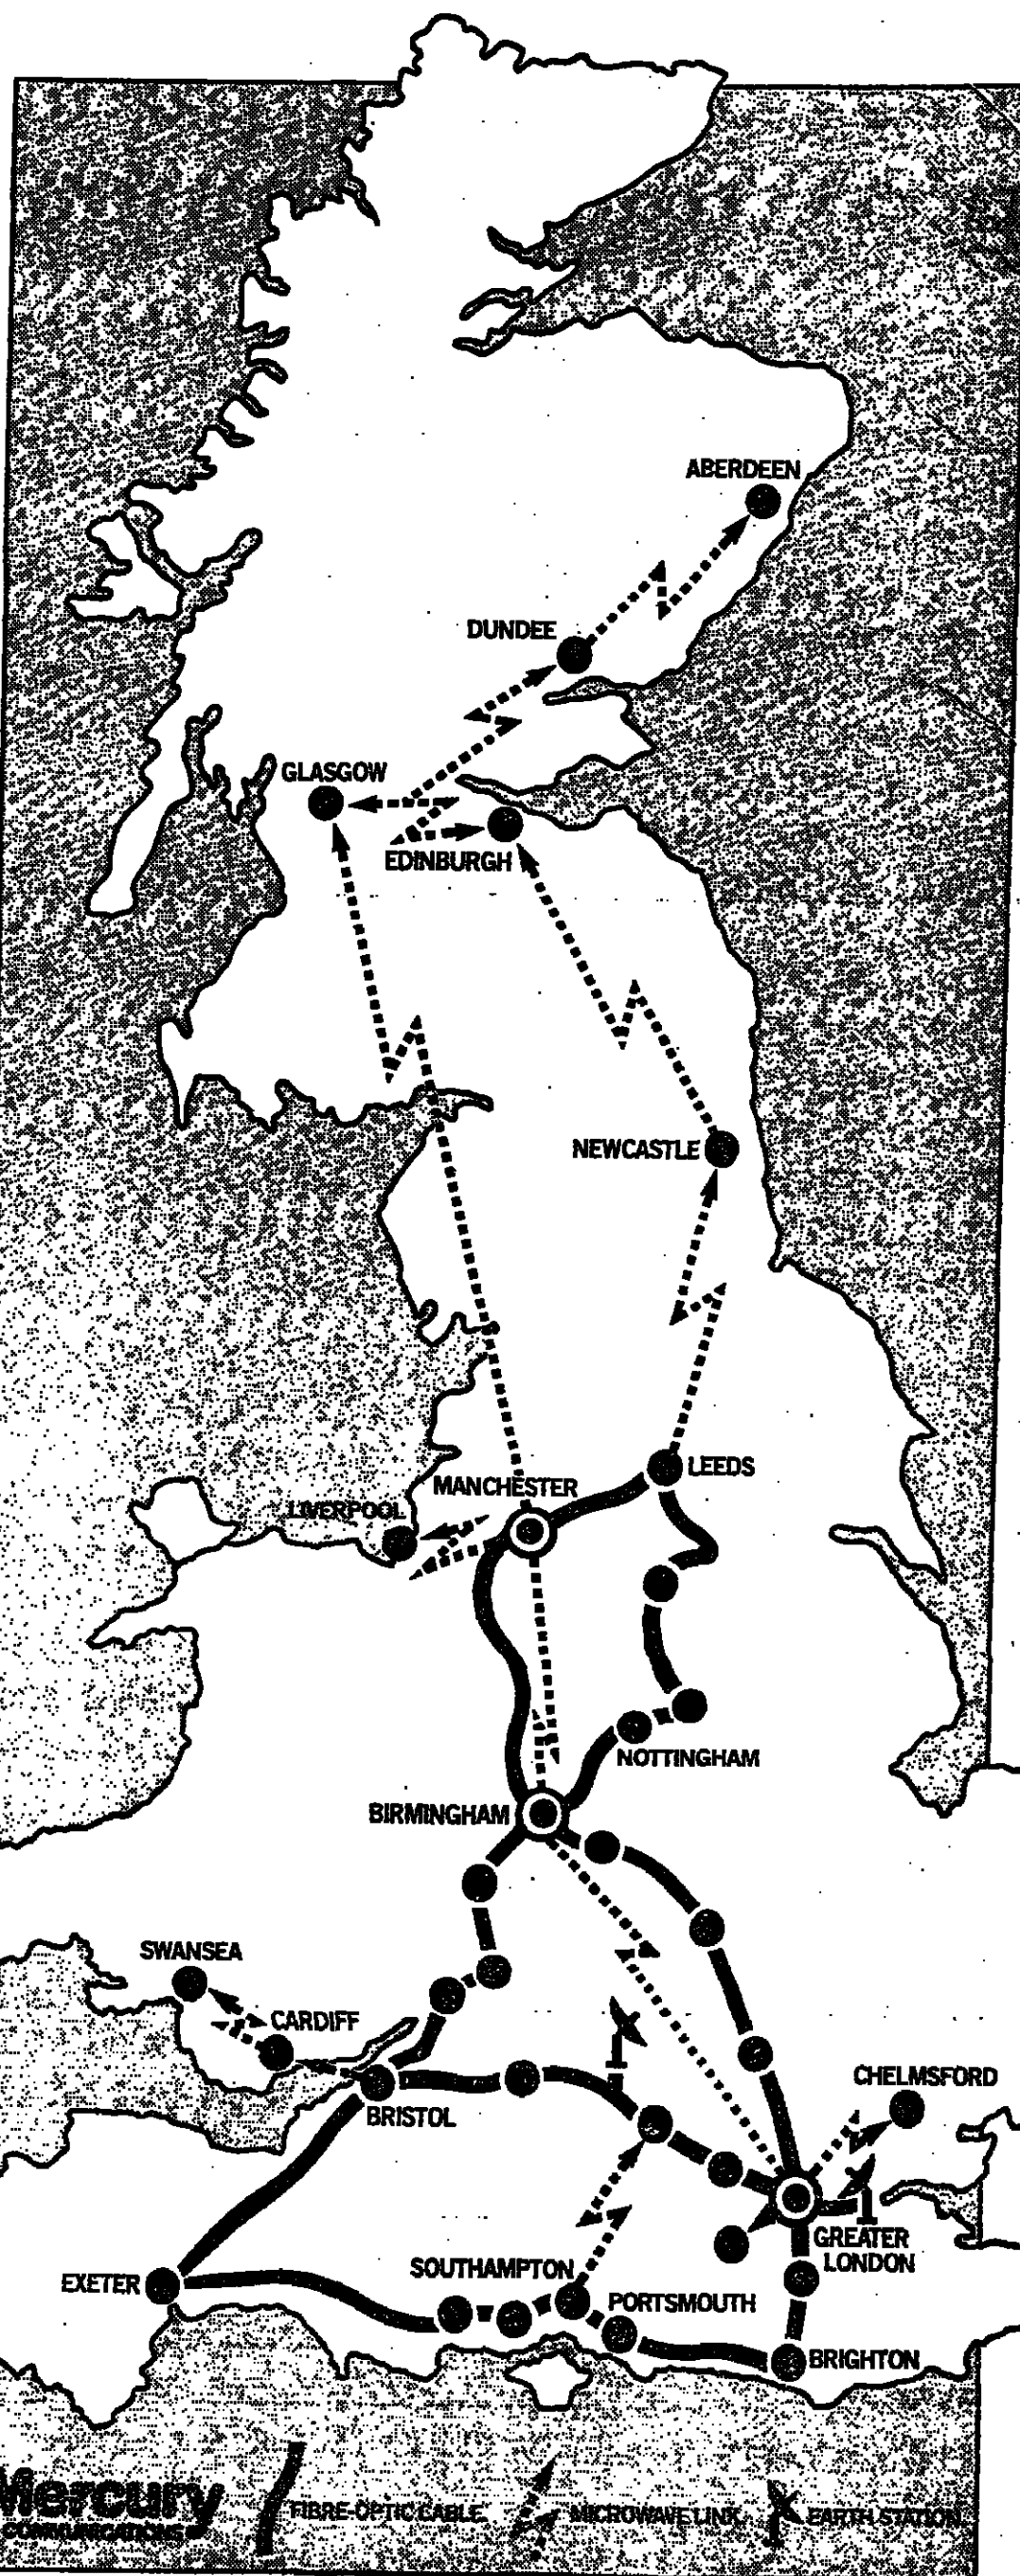 ABERDEEN
DUNDEE
GLASGOW
EDINBURGH
NEWCASTLE
LEEDS
MANCHESTER
LIVERPOOL
NOTTINGHAM
BIRMINGHAM
SWANSEA
CARDIFF
CHELMSFORD
BRISTOL
GREATER
LONDON
SOUTHAMPTON
EXETER
PORTSMOUTH
BRIGHTON
Mercury
COMMUNICATIONS
FIBRE-OPTIC CABLE
MICROWAVE LINK
EARTH STATION